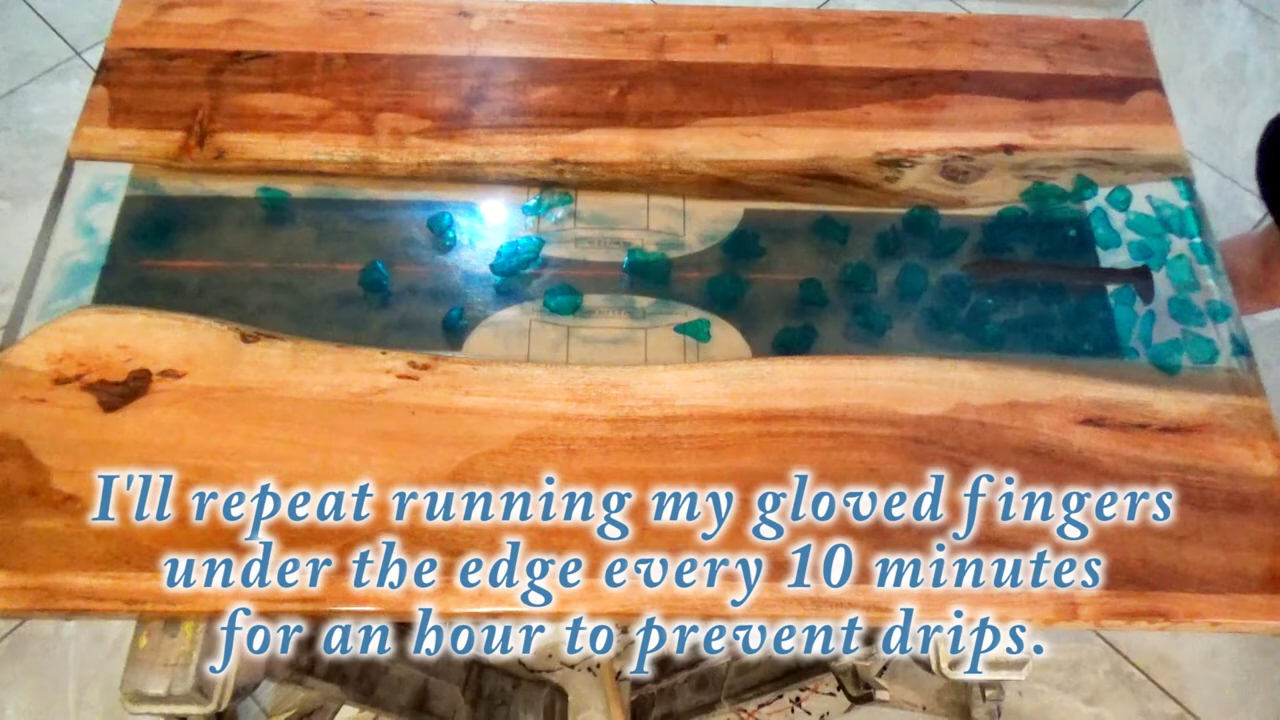 I'll repeat running my gloved fingers
under the edge every 10 minutes
for an hour to prevent drips.